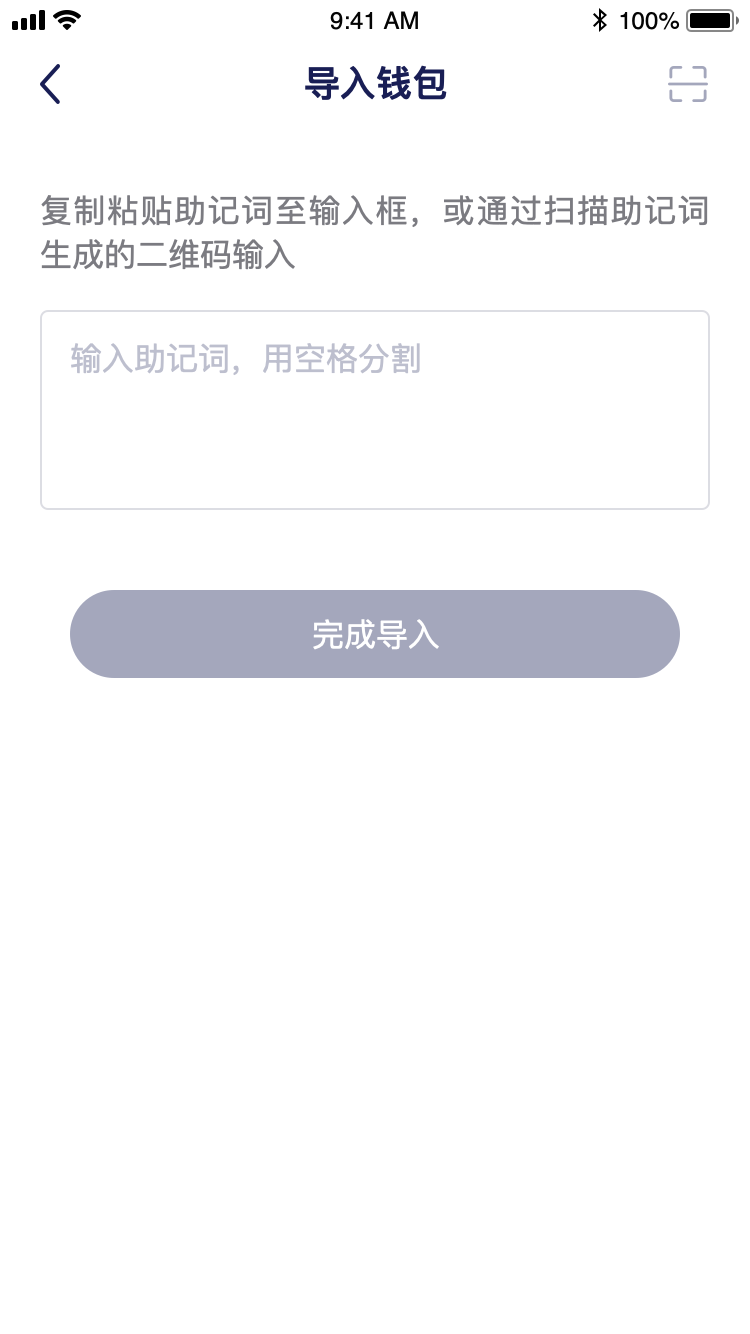 9:41 AM
100%
导入钱包
复制粘贴助记词至输入框，或通过扫描助记词
生成的二维码输入
输入助记词，用空格分割
完成导入